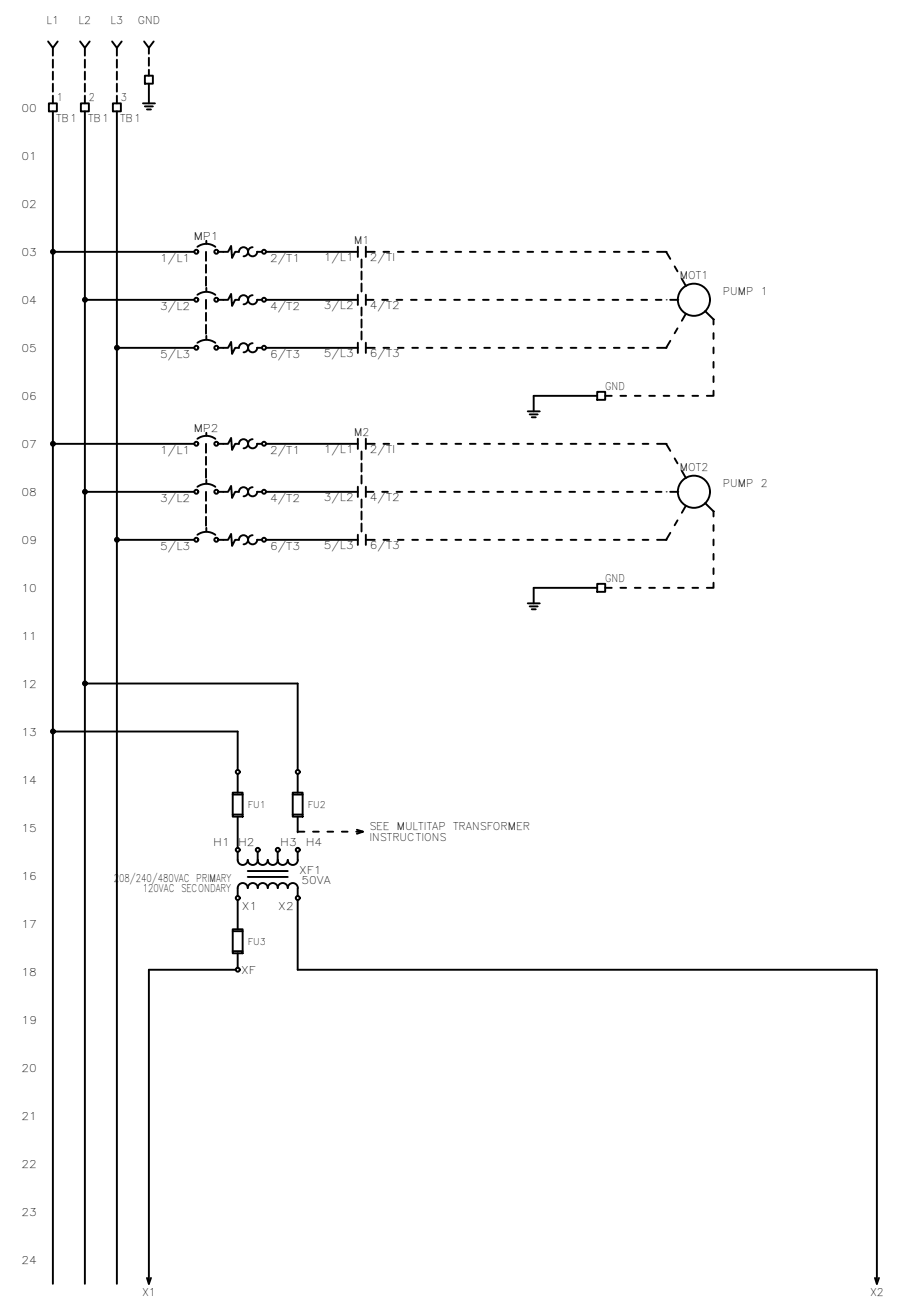 L1 L2 L3 GND
1 2 3
00 TB1 TB1 TB1
01
02
MP1 M1
03 1/L1 2/T1 1/L1 2/TI
MOT1
04 3/L2 4/T2 3/L2 4/T2 PUMP 1
05 5/L3 6/T3 5/L3 6/T3
GND
06
MP2 M2
07 1/L1 2/T1 1/L1 2/TI
MOT2
08 3/L2 4/T2 3/L2 4/T2 PUMP 2
09 5/L3 6/T3 5/L3 6/T3
GND
10
11
12
13
14
FU1 FU2
15 SEE MULTITAP TRANSFORMER
INSTRUCTIONS
H1 H2 H3 H4
XF1
16 208/240/480VAC PRIMARY 50VA
120VAC SECONDARY
X1 X2
17
FU3
18 XF
19
20
21
22
23
24
X1 X2